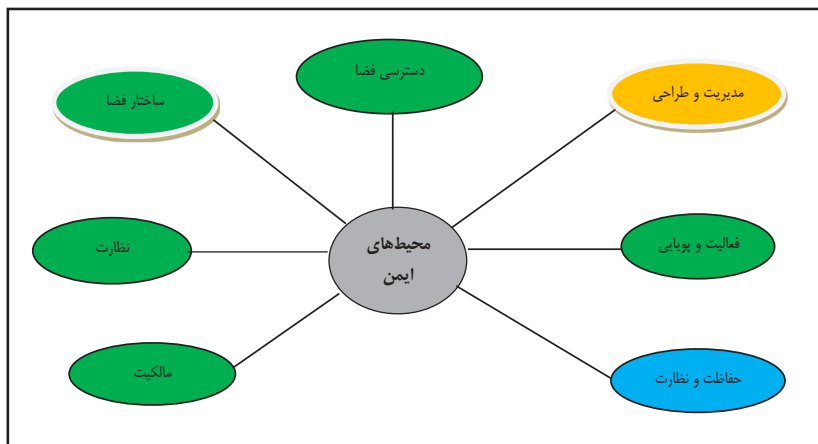 دسترسی فضا
مدیریت و طراحی
ساختار فضا
محیط‌های
ایمن
فعالیت و پویایی
نظارت
حفاظت و نظارت
مالکیت